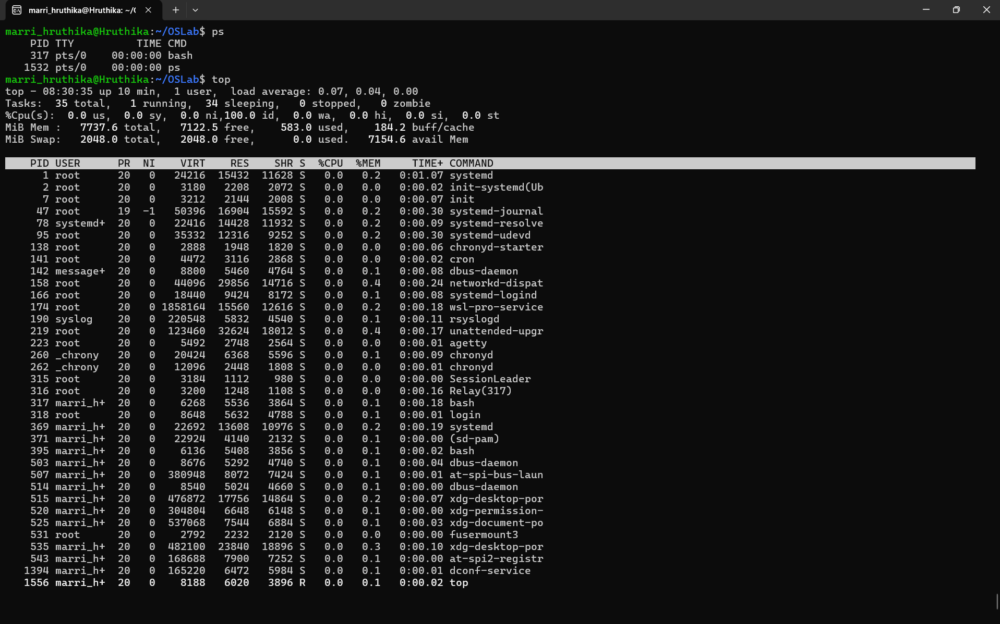 marri_hruthika@Hruthika: ~/O
marri_hruthika@Hruthika:~/OSLab$ ps
    PID TTY          TIME CMD
    317 pts/0    00:00:00 bash
   1532 pts/0    00:00:00 ps
marri_hruthika@Hruthika:~/OSLab$ top
top - 08:30:35 up 10 min,  1 user,  load average: 0.07, 0.04, 0.00
Tasks:  35 total,   1 running,  34 sleeping,   0 stopped,   0 zombie
%Cpu(s):  0.0 us,  0.0 sy,  0.0 ni,100.0 id,  0.0 wa,  0.0 hi,  0.0 si,  0.0 st
MiB Mem :   7737.6 total,   7122.5 free,    583.0 used,    184.2 buff/cache
MiB Swap:   2048.0 total,   2048.0 free,      0.0 used.   7154.6 avail Mem
    PID USER      PR  NI    VIRT    RES    SHR S  %CPU  %MEM     TIME+ COMMAND
      1 root      20   0   24216  15432  11628 S   0.0   0.2   0:01.07 systemd
      2 root      20   0    3180   2208   2072 S   0.0   0.0   0:00.02 init-systemd(Ub
      7 root      20   0    3212   2144   2008 S   0.0   0.0   0:00.07 init
     47 root      19  -1   50396  16904  15592 S   0.0   0.2   0:00.30 systemd-journal
     78 systemd+  20   0   22416  14428  11932 S   0.0   0.2   0:00.09 systemd-resolve
     95 root      20   0   35332  12316   9252 S   0.0   0.2   0:00.30 systemd-udevd
    138 root      20   0    2888   1948   1820 S   0.0   0.0   0:00.06 chronyd-starter
    141 root      20   0    4472   3116   2868 S   0.0   0.0   0:00.02 cron
    142 message+  20   0    8800   5460   4764 S   0.0   0.1   0:00.08 dbus-daemon
    158 root      20   0   44096  29856  14716 S   0.0   0.4   0:00.24 networkd-dispat
    166 root      20   0   18440   9424   8172 S   0.0   0.1   0:00.08 systemd-logind
    174 root      20   0 1858164  15560  12616 S   0.0   0.2   0:00.18 wsl-pro-service
    190 syslog    20   0  220548   5832   4540 S   0.0   0.1   0:00.11 rsyslogd
    219 root      20   0  123460  32624  18012 S   0.0   0.4   0:00.17 unattended-upgr
    223 root      20   0    5492   2748   2564 S   0.0   0.0   0:00.01 agetty
    260 _chrony   20   0   20424   6368   5596 S   0.0   0.1   0:00.09 chronyd
    262 _chrony   20   0   12096   2448   1808 S   0.0   0.0   0:00.01 chronyd
    315 root      20   0    3184   1112    980 S   0.0   0.0   0:00.00 SessionLeader
    316 root      20   0    3200   1248   1108 S   0.0   0.0   0:00.16 Relay(317)
    317 marri_h+  20   0    6268   5536   3864 S   0.0   0.1   0:00.18 bash
    318 root      20   0    8648   5632   4788 S   0.0   0.1   0:00.01 login
    369 marri_h+  20   0   22692  13608  10976 S   0.0   0.2   0:00.19 systemd
    371 marri_h+  20   0   22924   4140   2132 S   0.0   0.1   0:00.00 (sd-pam)
    395 marri_h+  20   0    6136   5408   3856 S   0.0   0.1   0:00.02 bash
    503 marri_h+  20   0    8676   5292   4740 S   0.0   0.1   0:00.04 dbus-daemon
    507 marri_h+  20   0  380948   8072   7424 S   0.0   0.1   0:00.01 at-spi-bus-laun
    514 marri_h+  20   0    8540   5024   4660 S   0.0   0.1   0:00.00 dbus-daemon
    515 marri_h+  20   0  476872  17756  14864 S   0.0   0.2   0:00.07 xdg-desktop-por
    520 marri_h+  20   0  304804   6648   6148 S   0.0   0.1   0:00.00 xdg-permission-
    525 marri_h+  20   0  537068   7544   6884 S   0.0   0.1   0:00.03 xdg-document-po
    531 root      20   0    2792   2232   2120 S   0.0   0.0   0:00.00 fusermount3
    535 marri_h+  20   0  482100  23840  18896 S   0.0   0.3   0:00.10 xdg-desktop-por
    543 marri_h+  20   0  168688   7900   7252 S   0.0   0.1   0:00.00 at-spi2-registr
   1394 marri_h+  20   0  165220   6472   5984 S   0.0   0.1   0:00.01 dconf-service
   1556 marri_h+  20   0    8188   6020   3896 R   0.0   0.1   0:00.02 top